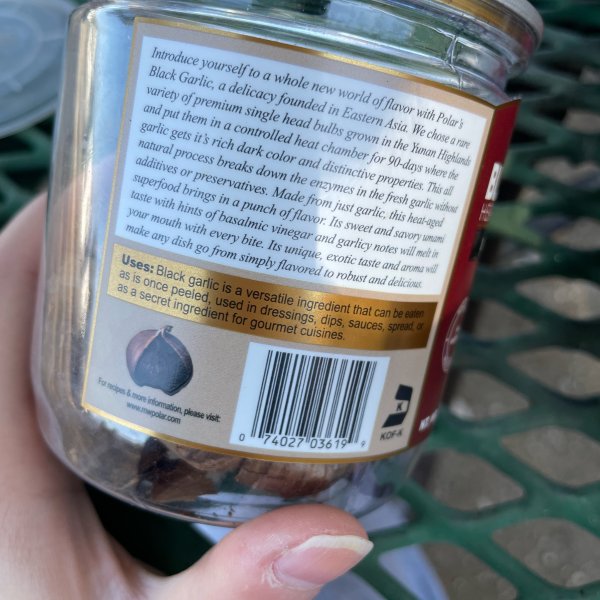 Introduce yourself to a whole new world of flavor with Polar's
Black Garlic, a delicacy founded in Eastern Asia. We chose a rare
variety of premium single head bulbs grown in the Yunan Highlands
and put them in a controlled heat chamber for 90-days where the
garlic gets it's rich dark color and distinctive properties. This all
natural process breaks down the enzymes in the fresh garlic without
additives or preservatives. Made from just garlic, this heat-aged
superfood brings in a punch of flavor. Its sweet and savory umami
taste with hints of basalmic vinegar and garlicy notes will melt in
your mouth with every bite. Its unique, exotic taste and aroma will
make any dish go from simply flavored to robust and delicious.
Uses: Black garlic is a versatile ingredient that can be eaten
as is once peeled, used in dressings, dips, sauces, spread, or
as a secret ingredient for gourmet cuisines.
For recipes & more information, please visit:
www.mwpolar.com
0 74027 03619 9
K
KOF-K